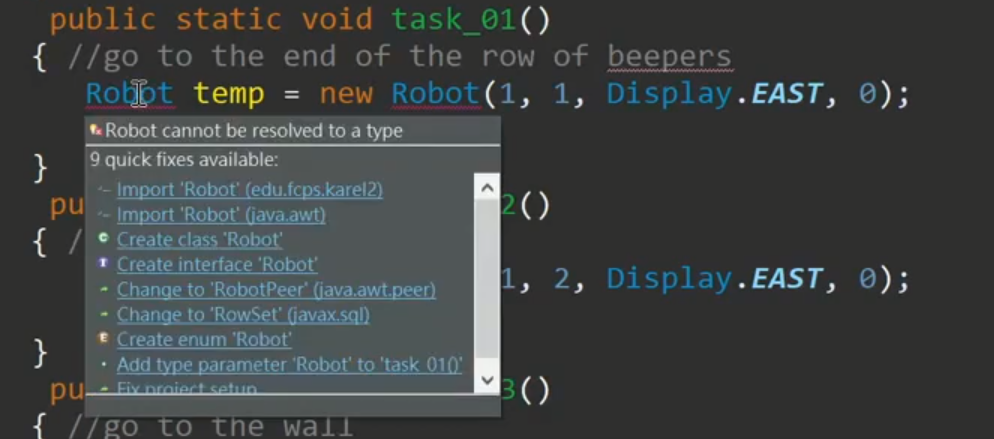 public static void task_01()
{ //go to the end of the row of beepers
Robot temp = new Robot(1, 1, Display.EAST, 0);
Robot cannot be resolved to a type
9 quick fixes available:
Import 'Robot' (edu.fcps.karel2)
Import 'Robot' (java.awt)
Create class 'Robot'
Create interface 'Robot'
Change to 'RobotPeer' (java.awt.peer)
Change to 'RowSet' (javax.sql)
Create enum 'Robot'
Add type parameter 'Robot' to 'task_01()'
Fix project setup...
}
pu 2()
{ /
1, 2, Display.EAST, 0);
}
pu 3()
{ //go to the wall